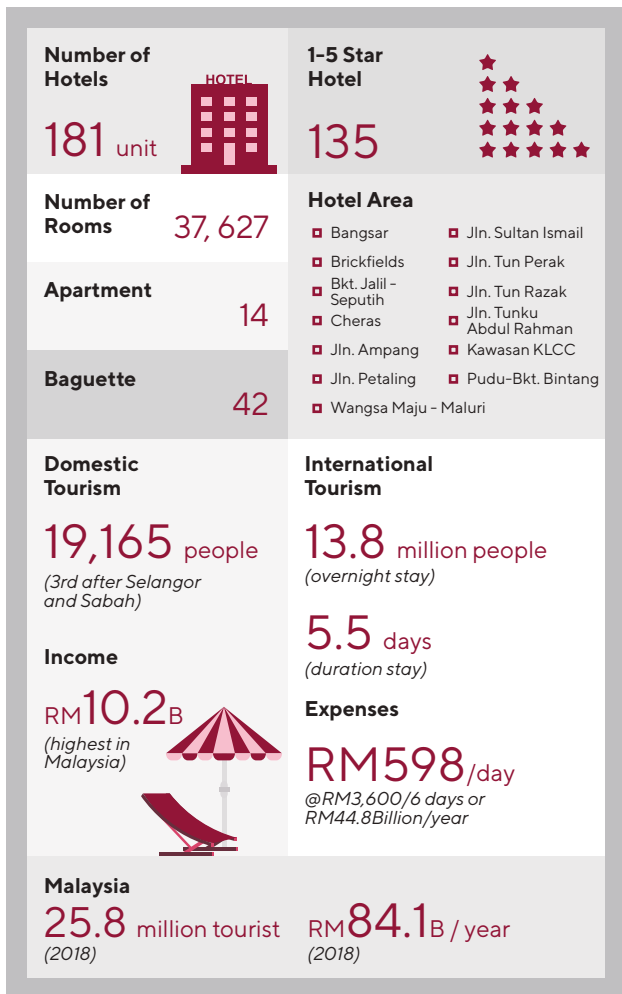 Number of
Hotels
HOTEL
181 unit
1-5 Star
Hotel
135
Number of
Rooms
37, 627
Apartment
14
Baguette
42
Hotel Area
Bangsar
Brickfields
Bkt. Jalil -
Seputih
Cheras
Jln. Ampang
Jln. Petaling
Wangsa Maju - Maluri
Jln. Sultan Ismail
Jln. Tun Perak
Jln. Tun Razak
Jln. Tunku
Abdul Rahman
Kawasan KLCC
Pudu-Bkt. Bintang
Domestic
Tourism
19,165 people
(3rd after Selangor
and Sabah)
Income
RM10.2B
(highest in
Malaysia)
International
Tourism
13.8 million people
(overnight stay)
5.5 days
(duration stay)
Expenses
RM598/day
@RM3,600/6 days or
RM44.8Billion/year
Malaysia
25.8 million tourist
(2018)
RM84.1B / year
(2018)